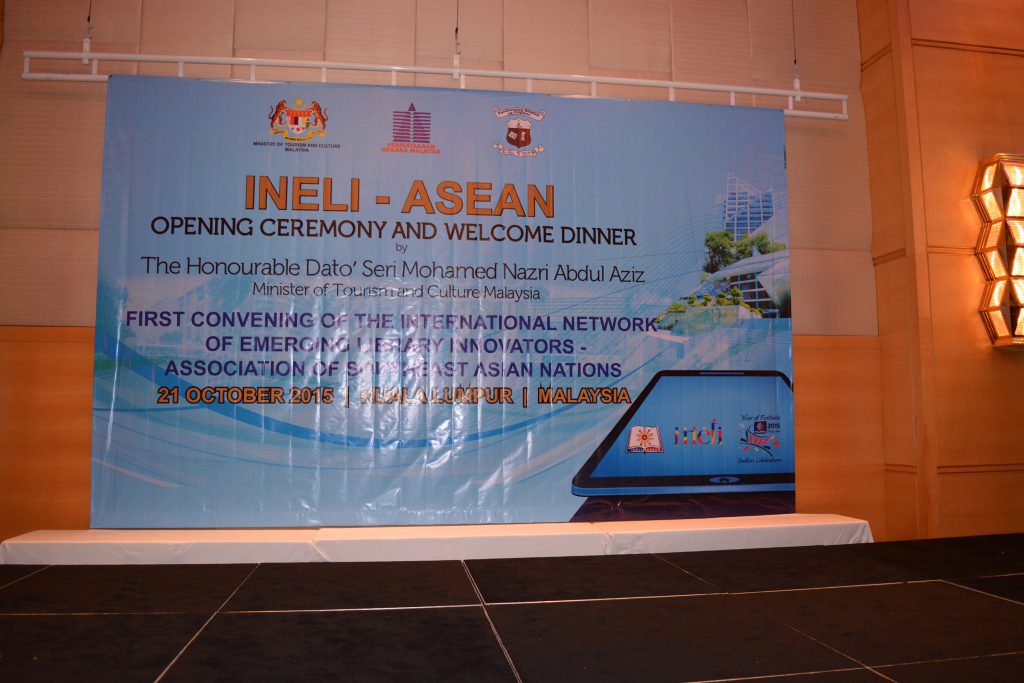 MINISTRY OF TOURISM AND CULTURE
MALAYSIA
PERPUSTAKAAN
NEGARA MALAYSIA
INELI - ASEAN
OPENING CEREMONY AND WELCOME DINNER
by
The Honourable Dato' Seri Mohamed Nazri Abdul Aziz
Minister of Tourism and Culture Malaysia
FIRST CONVENING OF THE INTERNATIONAL NETWORK
OF EMERGING LIBRARY INNOVATORS -
ASSOCIATION OF SOUTHEAST ASIAN NATIONS
21 OCTOBER 2015 | KUALA LUMPUR | MALAYSIA
ineli
Year of Festivals
2015
Endless Celebrations